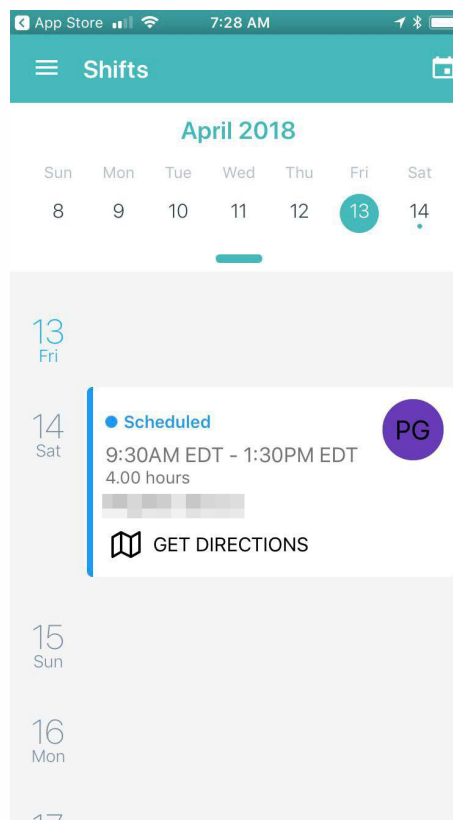 App Store 7:28 AM
Shifts
April 2018
Sun Mon Tue Wed Thu Fri Sat
8 9 10 11 12 13 14
13
Fri
14
Sat
Scheduled
PG
9:30AM EDT - 1:30PM EDT
4.00 hours
GET DIRECTIONS
15
Sun
16
Mon
17